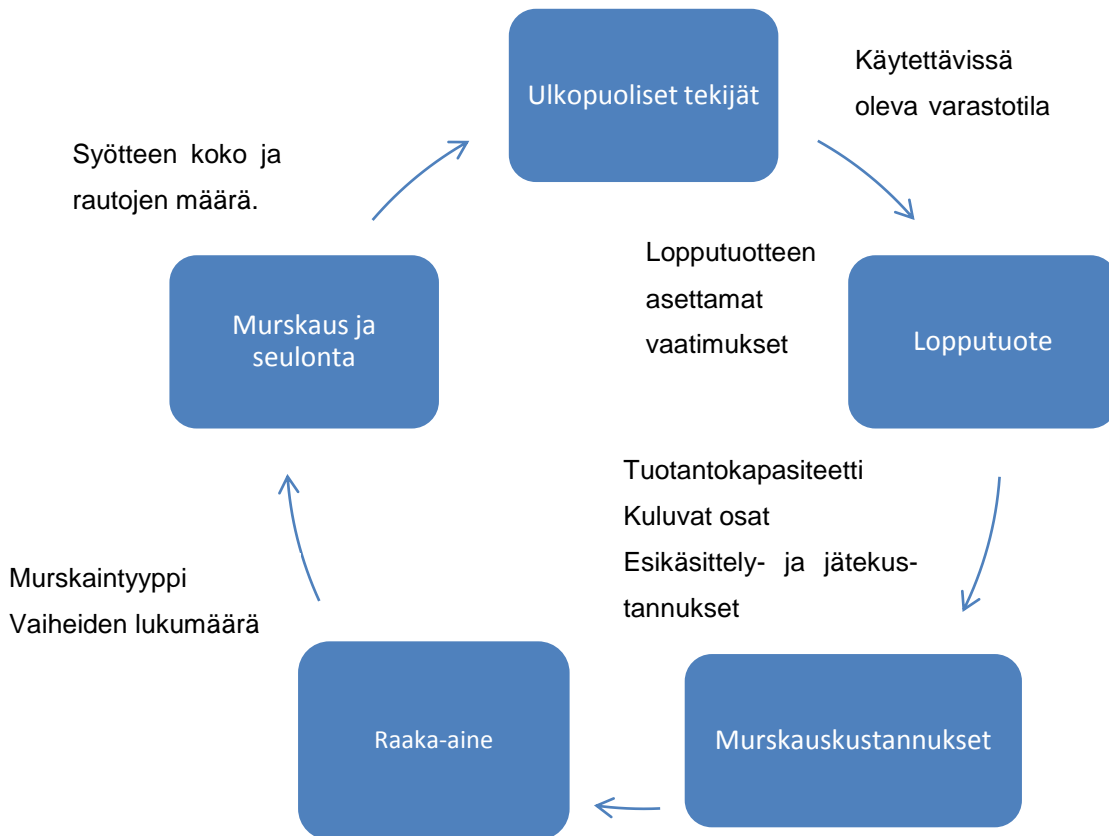 Ulkopuoliset tekijät
Käytettävissä
oleva varastotila
Syötteen koko ja
rautojen määrä.
Lopputuotteen
asettamat
vaatimukset
Lopputuote
Murskaus ja
seulonta
Tuotantokapasiteetti
Kuluvat osat
Esikäsittely- ja jätekus-
tannukset
Murskaintyyppi
Vaiheiden lukumäärä
Raaka-aine
Murskauskustannukset